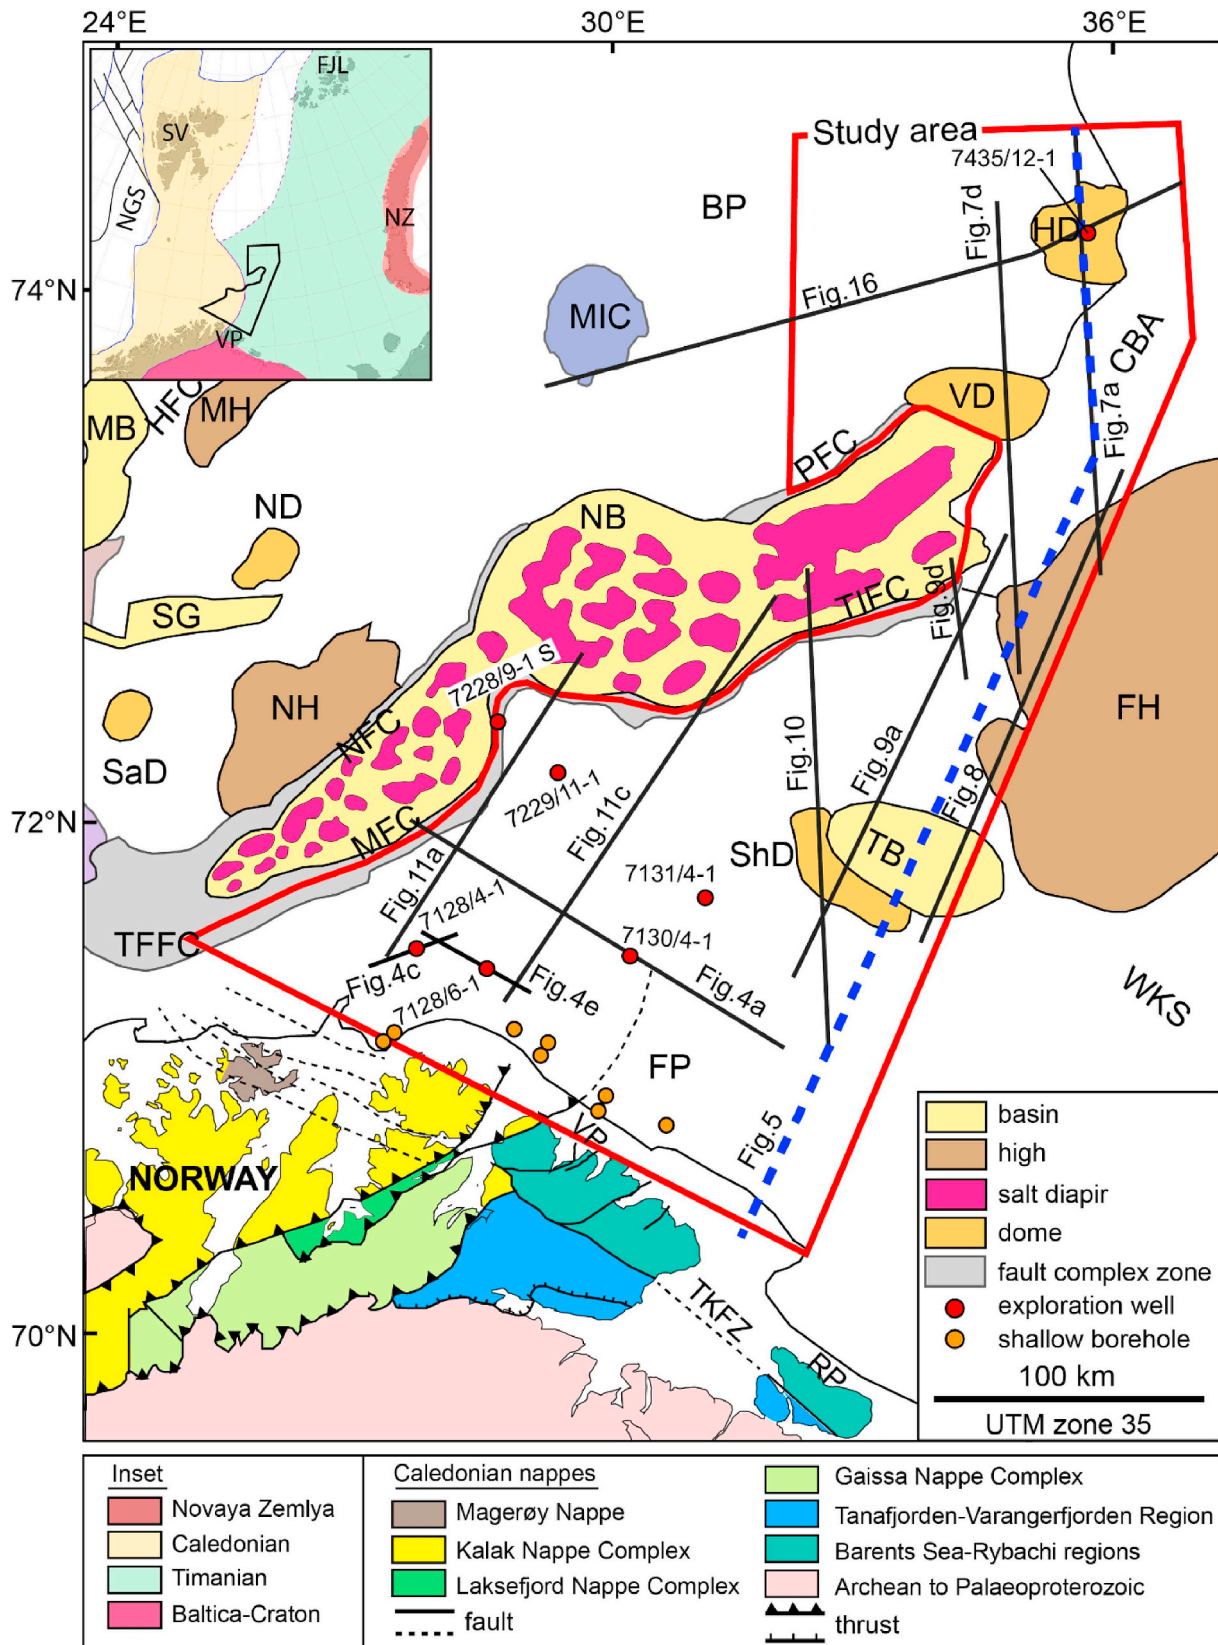 24°E
30°E
36°E
FJL
SV
NGS
NZ
VP
Study area
7435/12-1
BP
Fig.7d
HD
74°N
Fig.16
MIC
CBA
HFC
MH
MB
VD
Fig.7a
PFC
ND
NB
SG
TIFC
Fig.9d
7228/9-1 S
NH
NFC
FH
SaD
Fig.10
Fig.9a
7229/11-1
Fig.11c
Fig.8
72°N
MFC
ShD
TB
Fig.11a
7131/4-1
7128/4-1
TFFC
7130/4-1
Fig.4c
Fig.4e
Fig.4a
7128/6-1
WKS
FP
VP
Fig.5
NORWAY
TKFZ
70°N
RP
basin
high
salt diapir
dome
fault complex zone
exploration well
shallow borehole
100 km
UTM zone 35
Inset
Novaya Zemlya
Caledonian
Timanian
Baltica-Craton
Caledonian nappes
Magerøy Nappe
Kalak Nappe Complex
Laksefjord Nappe Complex
fault
Gaissa Nappe Complex
Tanafjorden-Varangerfjorden Region
Barents Sea-Rybachi regions
Archean to Palaeoproterozoic
thrust